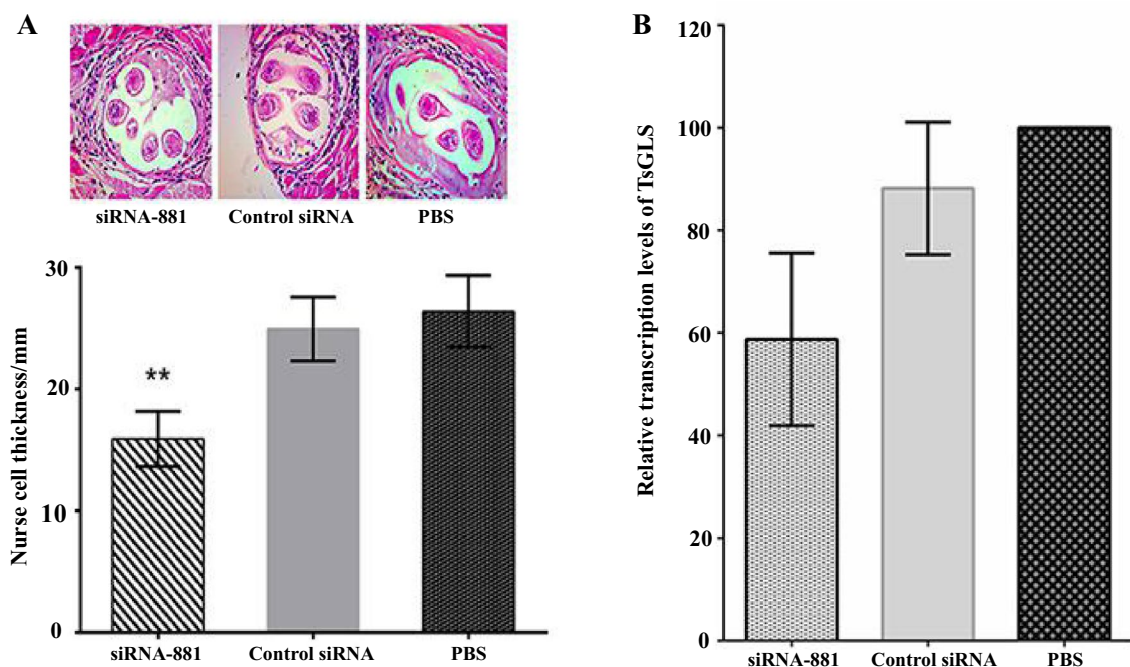 A
siRNA-881 Control siRNA PBS
Nurse cell thickness/mm
30
20
10
0
**
siRNA-881 Control siRNA PBS
B
Relative transcription levels of TsGLS
120
100
80
60
40
20
0
siRNA-881 Control siRNA PBS